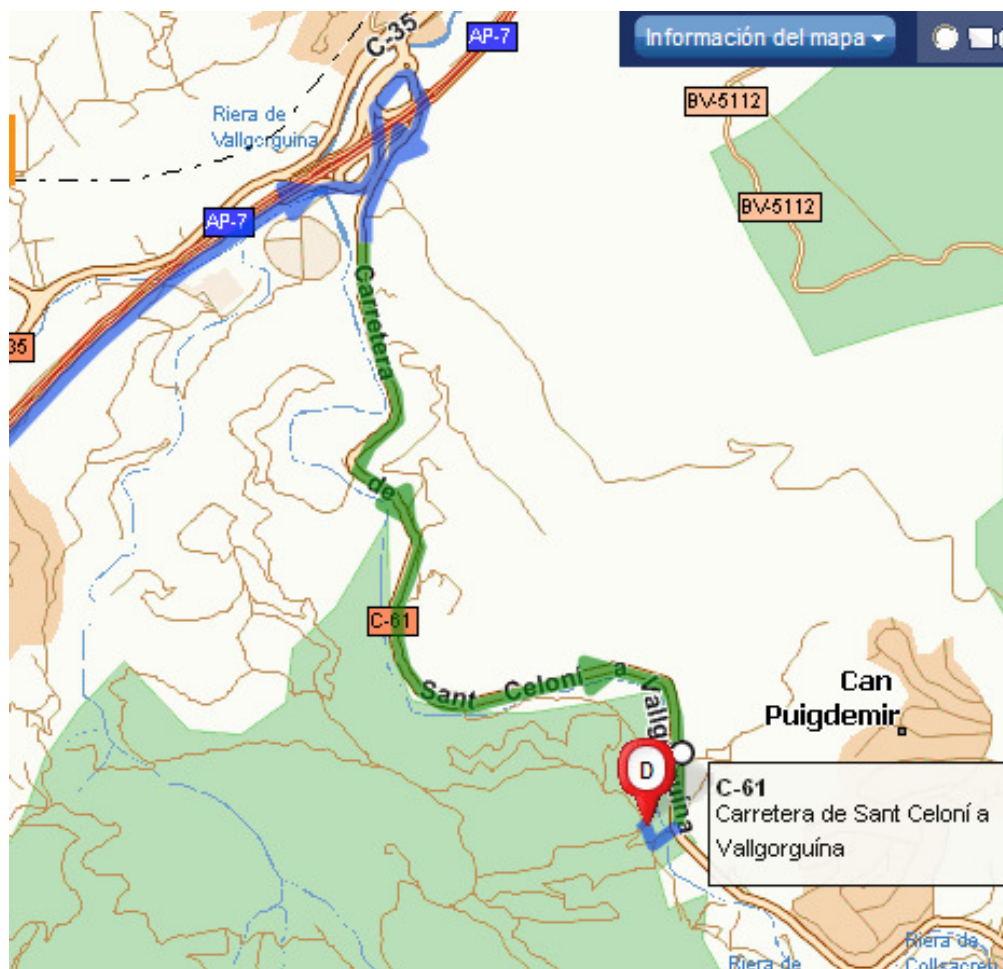 C-35
AP-7
Información del mapa
BV-5112
Riera de
Vallgorguina
AP-7
BV-5112
35
Carretera
de
C-61
Sant Celoní a Vallgorguina
Can
Puigdemir
D
C-61
Carretera de Sant Celoní a
Vallgorguína
Riera de
Riera de